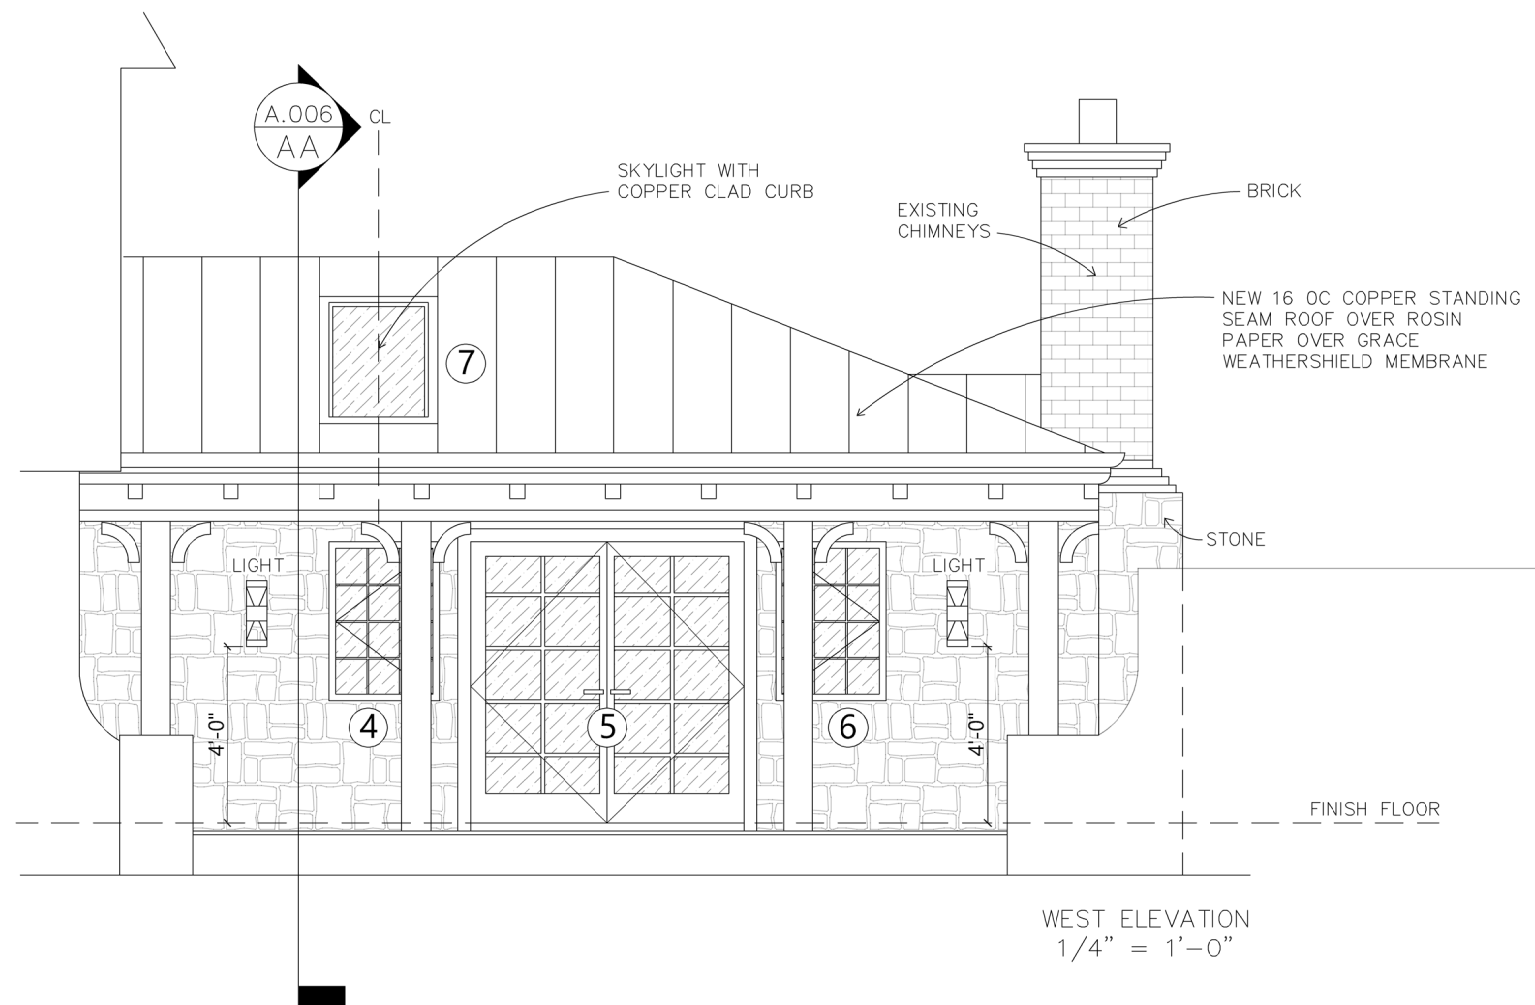 A.006
AA
CL
SKYLIGHT WITH
COPPER CLAD CURB
EXISTING
CHIMNEYS
BRICK
NEW 16 OC COPPER STANDING
SEAM ROOF OVER ROSIN
PAPER OVER GRACE
WEATHERSHIELD MEMBRANE
7
STONE
LIGHT
LIGHT
4
5
6
4'-0"
4'-0"
FINISH FLOOR
WEST ELEVATION
1/4" = 1'-0"